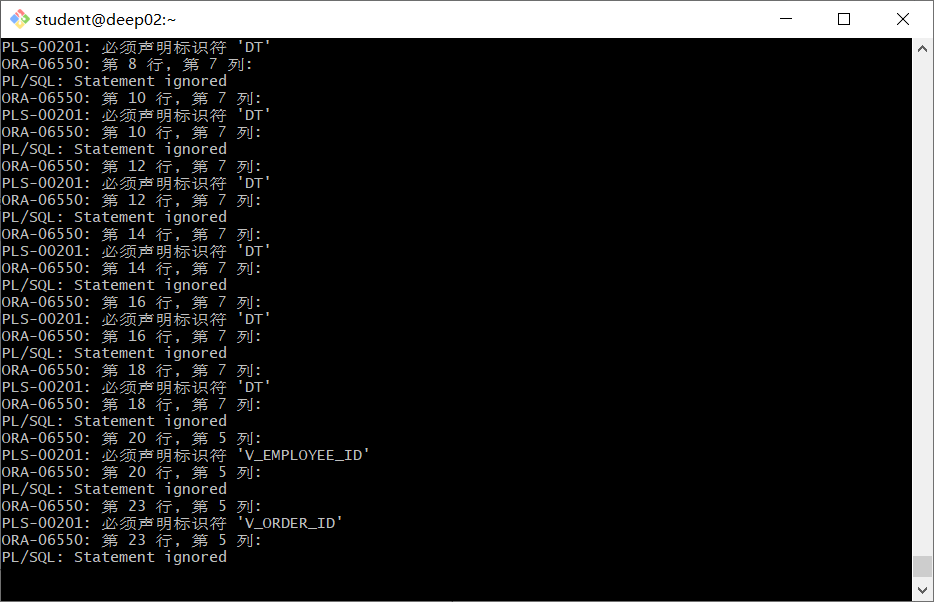 student@deep02:~
PLS-00201: 必须声明标识符 'DT'
ORA-06550: 第 8 行, 第 7 列:
PL/SQL: Statement ignored
ORA-06550: 第 10 行, 第 7 列:
PLS-00201: 必须声明标识符 'DT'
ORA-06550: 第 10 行, 第 7 列:
PL/SQL: Statement ignored
ORA-06550: 第 12 行, 第 7 列:
PLS-00201: 必须声明标识符 'DT'
ORA-06550: 第 12 行, 第 7 列:
PL/SQL: Statement ignored
ORA-06550: 第 14 行, 第 7 列:
PLS-00201: 必须声明标识符 'DT'
ORA-06550: 第 14 行, 第 7 列:
PL/SQL: Statement ignored
ORA-06550: 第 16 行, 第 7 列:
PLS-00201: 必须声明标识符 'DT'
ORA-06550: 第 16 行, 第 7 列:
PL/SQL: Statement ignored
ORA-06550: 第 18 行, 第 7 列:
PLS-00201: 必须声明标识符 'DT'
ORA-06550: 第 18 行, 第 7 列:
PL/SQL: Statement ignored
ORA-06550: 第 20 行, 第 5 列:
PLS-00201: 必须声明标识符 'V_EMPLOYEE_ID'
ORA-06550: 第 20 行, 第 5 列:
PL/SQL: Statement ignored
ORA-06550: 第 23 行, 第 5 列:
PLS-00201: 必须声明标识符 'V_ORDER_ID'
ORA-06550: 第 23 行, 第 5 列:
PL/SQL: Statement ignored